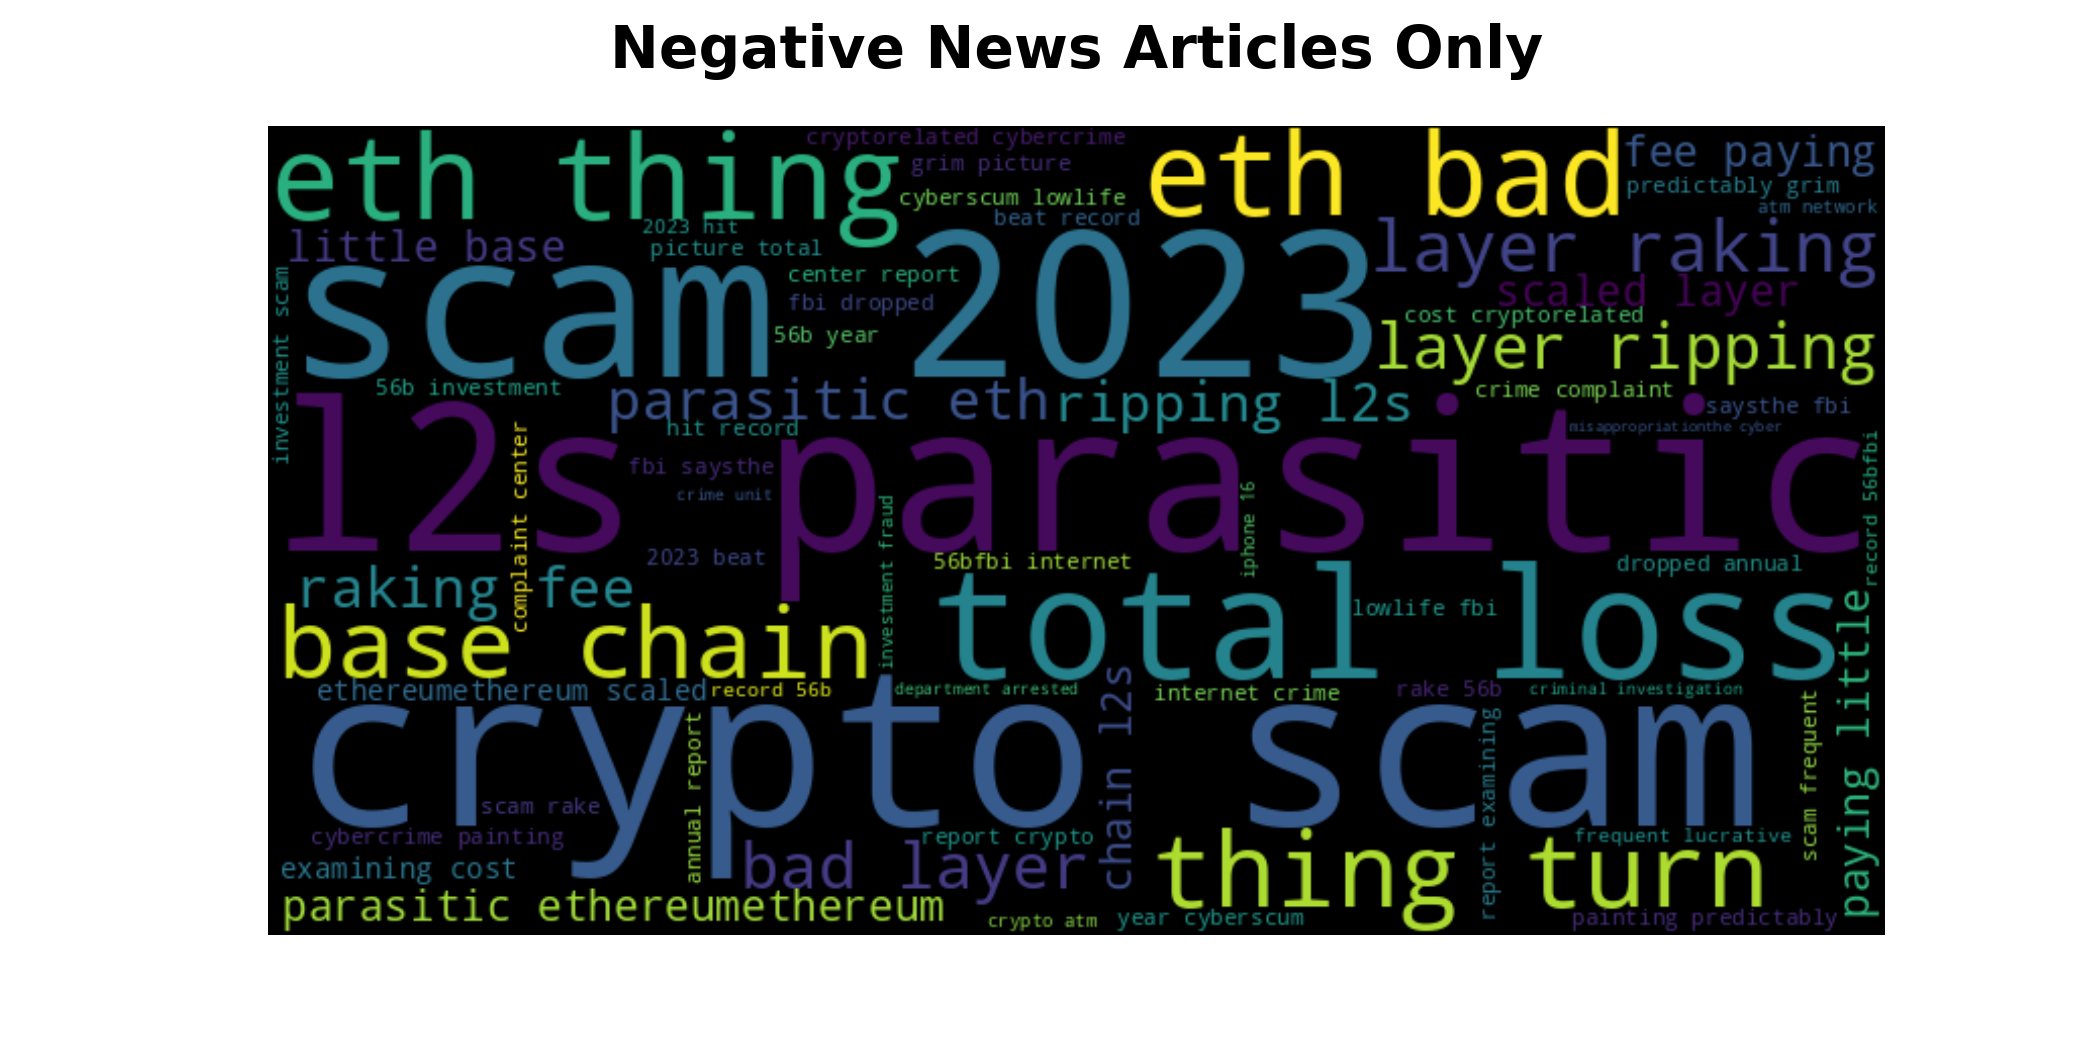 Negative News Articles Only
eth thing
cryptorelated cybercrime
grim picture
cyberscum lowlife
beat record
eth bad
fee paying
predictably grim
atm network
2023 hit
picture total
little base
layer raking
scam 2023
center report
fbi dropped
56b year
scaled layer
cost cryptorelated
layer ripping
investment scam
56b investment
parasitic eth
ripping l2s
crime complaint
saysthe fbi
misappropriationthe cyber
hit record
l2s parasitic
fbi saysthe
crime unit
complaint center
investment fraud
iphone 16
record 56bfbi
2023 beat
56bfbi internet
dropped annual
raking fee
total loss
lowlife fbi
paying little
base chain
ethereumethereum scaled
record 56b
department arrested
chain l2s
internet crime
rake 56b
criminal investigation
crypto scam
annual report
report examining
scam frequent
scam rake
cybercrime painting
report crypto
frequent lucrative
examining cost
bad layer
thing turn
parasitic ethereumethereum
crypto atm
year cyberscum
painting predictably